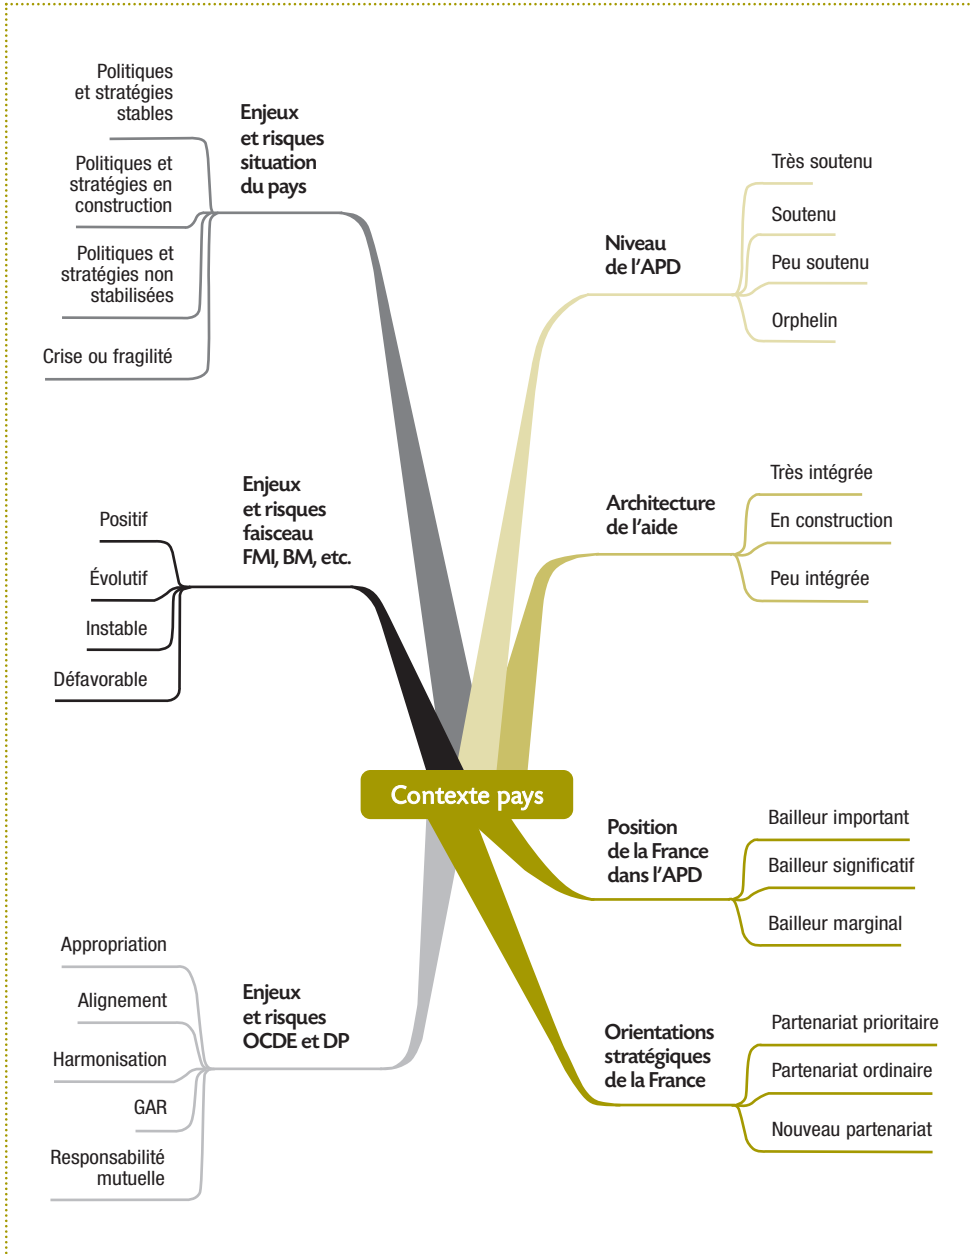 Politiques
et stratégies
stables
Politiques et
stratégies en
construction
Politiques et
stratégies non
stabilisées
Crise ou fragilité
Enjeux
et risques
situation
du pays
Positif
Évolutif
Instable
Défavorable
Enjeux
et risques
faisceau
FMI, BM, etc.
Appropriation
Alignement
Harmonisation
GAR
Responsabilité
mutuelle
Enjeux
et risques
OCDE et DP
Contexte pays
Niveau
de l'APD
Très soutenu
Soutenu
Peu soutenu
Orphelin
Architecture
de l'aide
Très intégrée
En construction
Peu intégrée
Position
de la France
dans l'APD
Bailleur important
Bailleur significatif
Bailleur marginal
Orientations
stratégiques
de la France
Partenariat prioritaire
Partenariat ordinaire
Nouveau partenariat